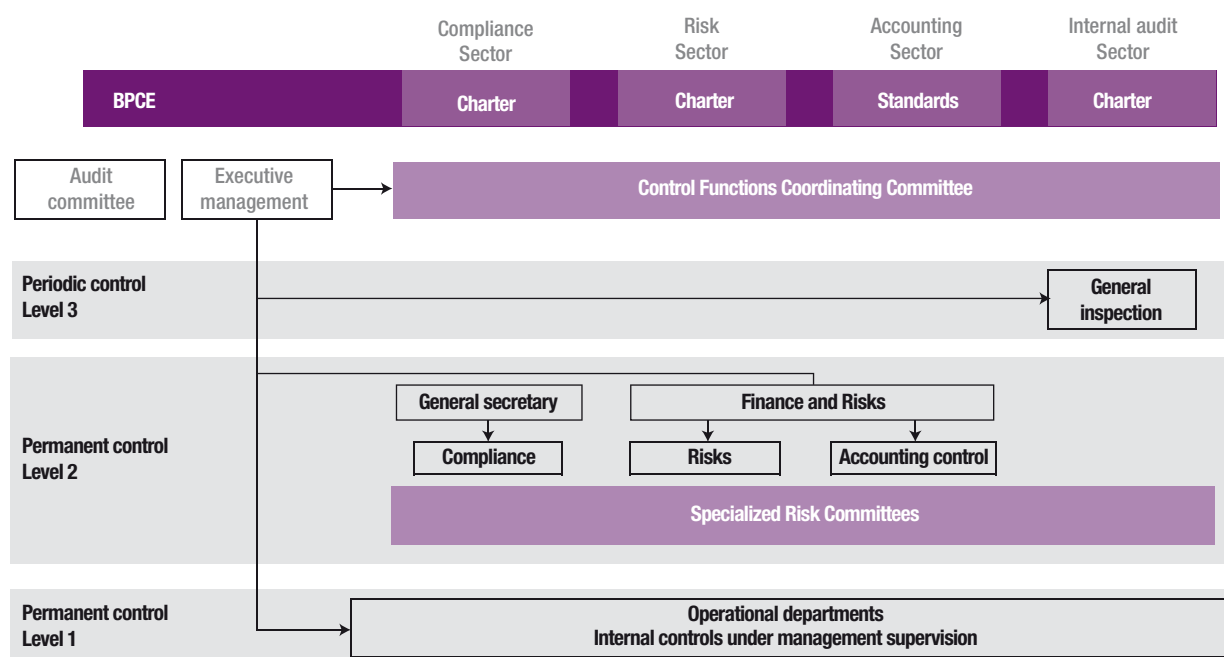 Compliance
Sector
Risk
Sector
Accounting
Sector
Internal audit
Sector
BPCE
Charter
Charter
Standards
Charter
Audit
committee
Executive
management
Control Functions Coordinating Committee
Periodic control
Level 3
General
inspection
General secretary
Finance and Risks
Permanent control
Level 2
Compliance
Risks
Accounting control
Specialized Risk Committees
Permanent control
Level 1
Operational departments
Internal controls under management supervision